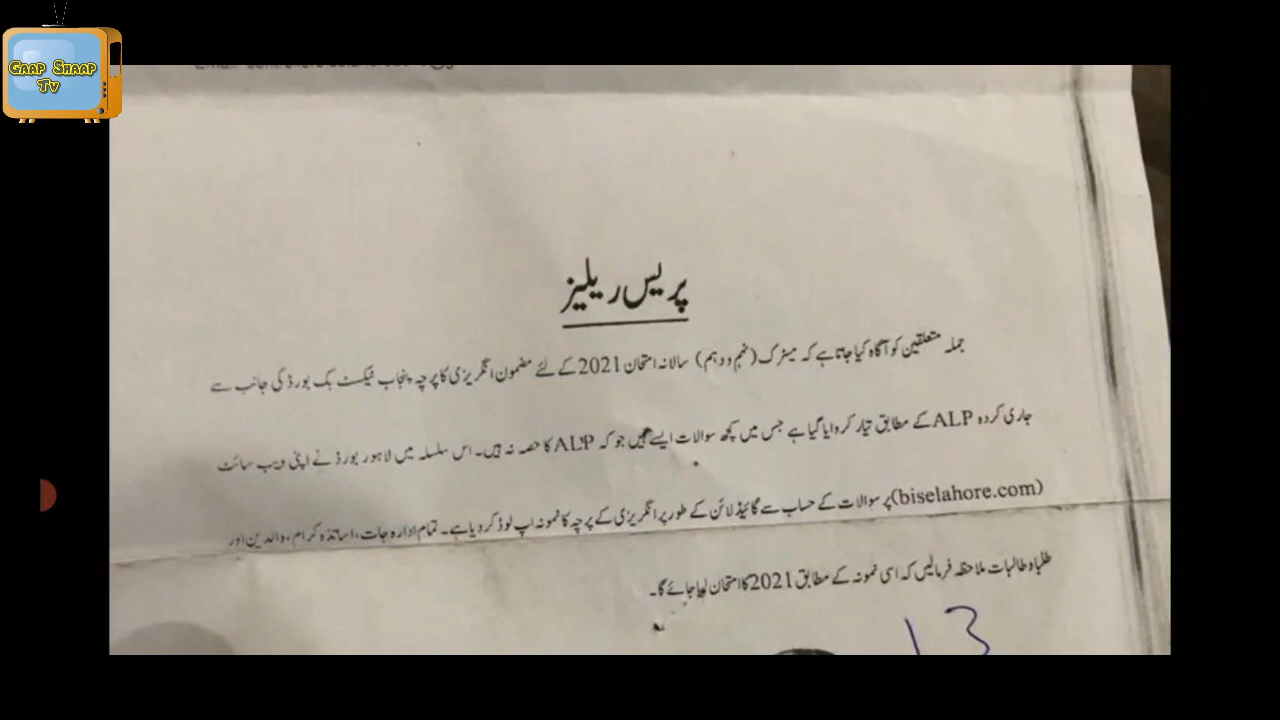 Gaap Shaap
Tv
پریس ریلیز
جملہ متعلقین کو آگاہ کیا جاتا ہے کہ میٹرک (نہم و دہم) سالانہ امتحان 2021 کے لئے مضمون انگریزی کا پرچہ پنجاب ٹیکسٹ بک بورڈ کی جانب سے
جاری کردہ ALP کے مطابق تیار کروایا گیا ہے جس میں کچھ سوالات ایسے ہیں جو کہ ALP کا حصہ نہ ہیں۔ اس سلسلہ میں لاہور بورڈ نے اپنی ویب سائٹ
(biselahore.com) پر سوالات کے حساب سے گائیڈ لائن کے طور پر انگریزی کے پرچہ کا نمونہ اپ لوڈ کر دیا ہے۔ تمام ادارہ جات، اساتذہ کرام، والدین اور
طلباء طالبات ملاحظہ فرمالیں کہ اسی نمونہ کے مطابق 2021 کا امتحان لیا جائے گا۔
13